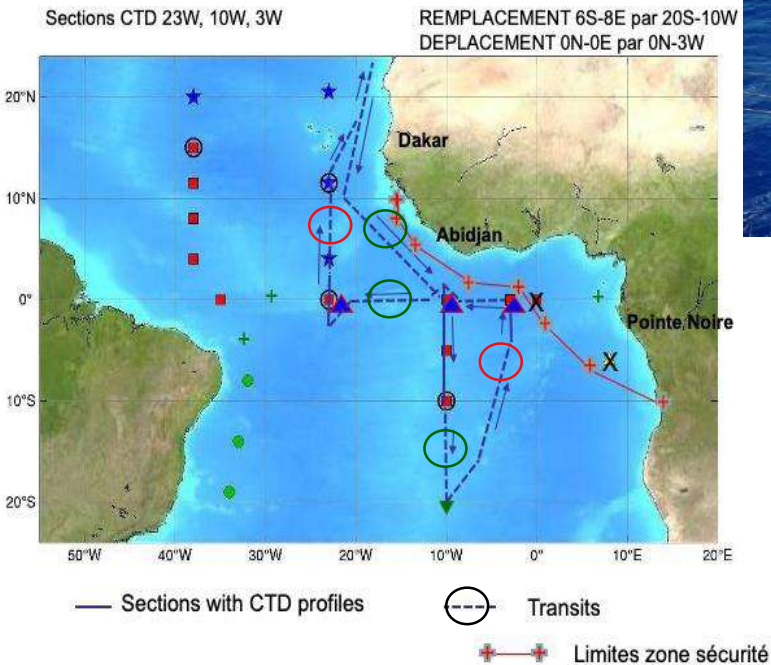 Sections CTD 23W, 10W, 3W
REMPLACEMENT 6S-8E par 20S-10W
DEPLACEMENT 0N-0E par 0N-3W
20°N
10°N
0°
10°S
20°S
Dakar
Abidjan
Pointe Noire
X
X
50°W 40°W 30°W 20°W 10°W 0° 10°E 20°E
Sections with CTD profiles
Transits
Limites zone sécurité